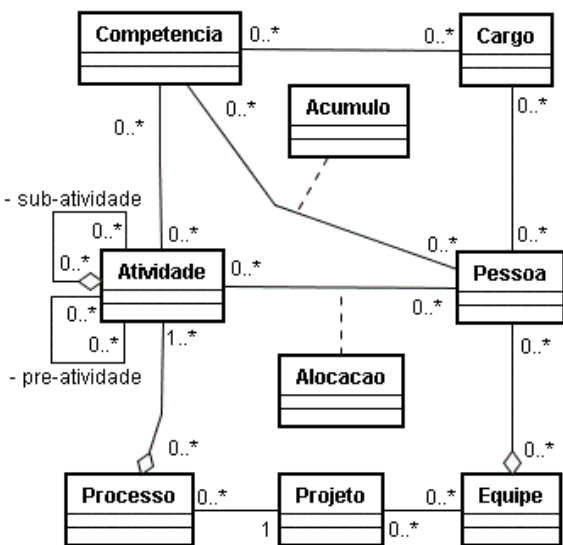 Competencia
0..*
0..*
Cargo
0..*
0..*
0..*
Acumulo
- sub-atividade
0..*
0..*
0..*
0..*
0..*
Atividade
0..*
Pessoa
0..*
0..*
0..*
1..*
0..*
- pre-atividade
Alocacao
0..*
0..*
Processo
0..*
Projeto
0..*
Equipe
1
0..*